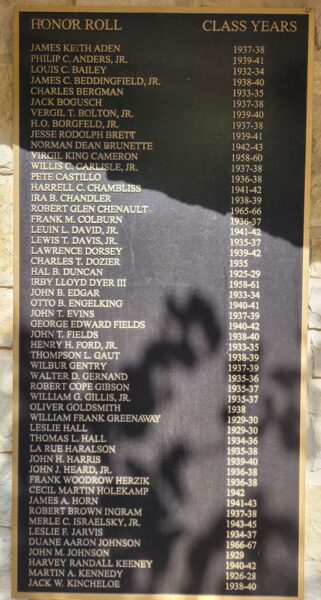 HONOR ROLL CLASS YEARS
JAMES KEITH ADEN 1937-38
PHILIP C. ANDERS, JR. 1939-41
LOUIS C. BAILEY 1932-34
JAMES C. BEDDINGFIELD, JR. 1938-40
CHARLES BERGMAN 1933-35
JACK BOGUSCH 1937-38
VERGIL T. BOLTON, JR. 1939-40
H.O. BORGFELD, JR. 1937-38
JESSE RODOLPH BRETT 1939-41
NORMAN DEAN BRUNETTE 1942-43
VIRGIL KING CAMERON 1958-60
WILLIS C. CARLISLE, JR. 1937-38
PETE CASTILLO 1936-38
HARRELL C. CHAMBLISS 1941-42
IRA B. CHANDLER 1938-39
ROBERT GLEN CHENAULT 1965-66
FRANK M. COLBURN 1936-37
LEUIN L. DAVID, JR. 1941-42
LEWIS T. DAVIS, JR. 1935-37
LAWRENCE DORSEY 1939-42
CHARLES T. DOZIER 1935
HAL B. DUNCAN 1925-29
IRBY LLOYD DYER III 1958-61
JOHN B. EDGAR 1933-34
OTTO B. ENGELKING 1940-41
JOHN T. EVINS 1937-39
GEORGE EDWARD FIELDS 1940-42
JOHN T. FIELDS 1938-40
HENRY H. FORD, JR. 1933-35
THOMPSON L. GAUT 1938-39
WILBUR GENTRY 1937-39
WALTER D. GERNAND 1935-36
ROBERT COPE GIBSON 1935-37
WILLIAM G. GILLIS, JR. 1935-37
OLIVER GOLDSMITH 1938
WILLIAM FRANK GREENAWAY 1929-30
LESLIE HALL 1929-30
THOMAS L. HALL 1934-36
LA RUE HARALSON 1935-38
JOHN H. HARRIS 1939-40
JOHN J. HEARD, JR. 1936-38
FRANK WOODROW HERZIK 1936-38
CECIL MARTIN HOLEKAMP 1942
JAMES A. HORN 1941-43
ROBERT BROWN INGRAM 1937-38
MERLE C. ISRAELSKY, JR. 1943-45
LESLIE F. JARVIS 1934-37
DUANE AARON JOHNSON 1966-67
JOHN M. JOHNSON 1929
HARVEY RANDALL KEENEY 1940-42
MARTIN A. KENNEDY 1926-28
JACK W. KINCHELOE 1938-40